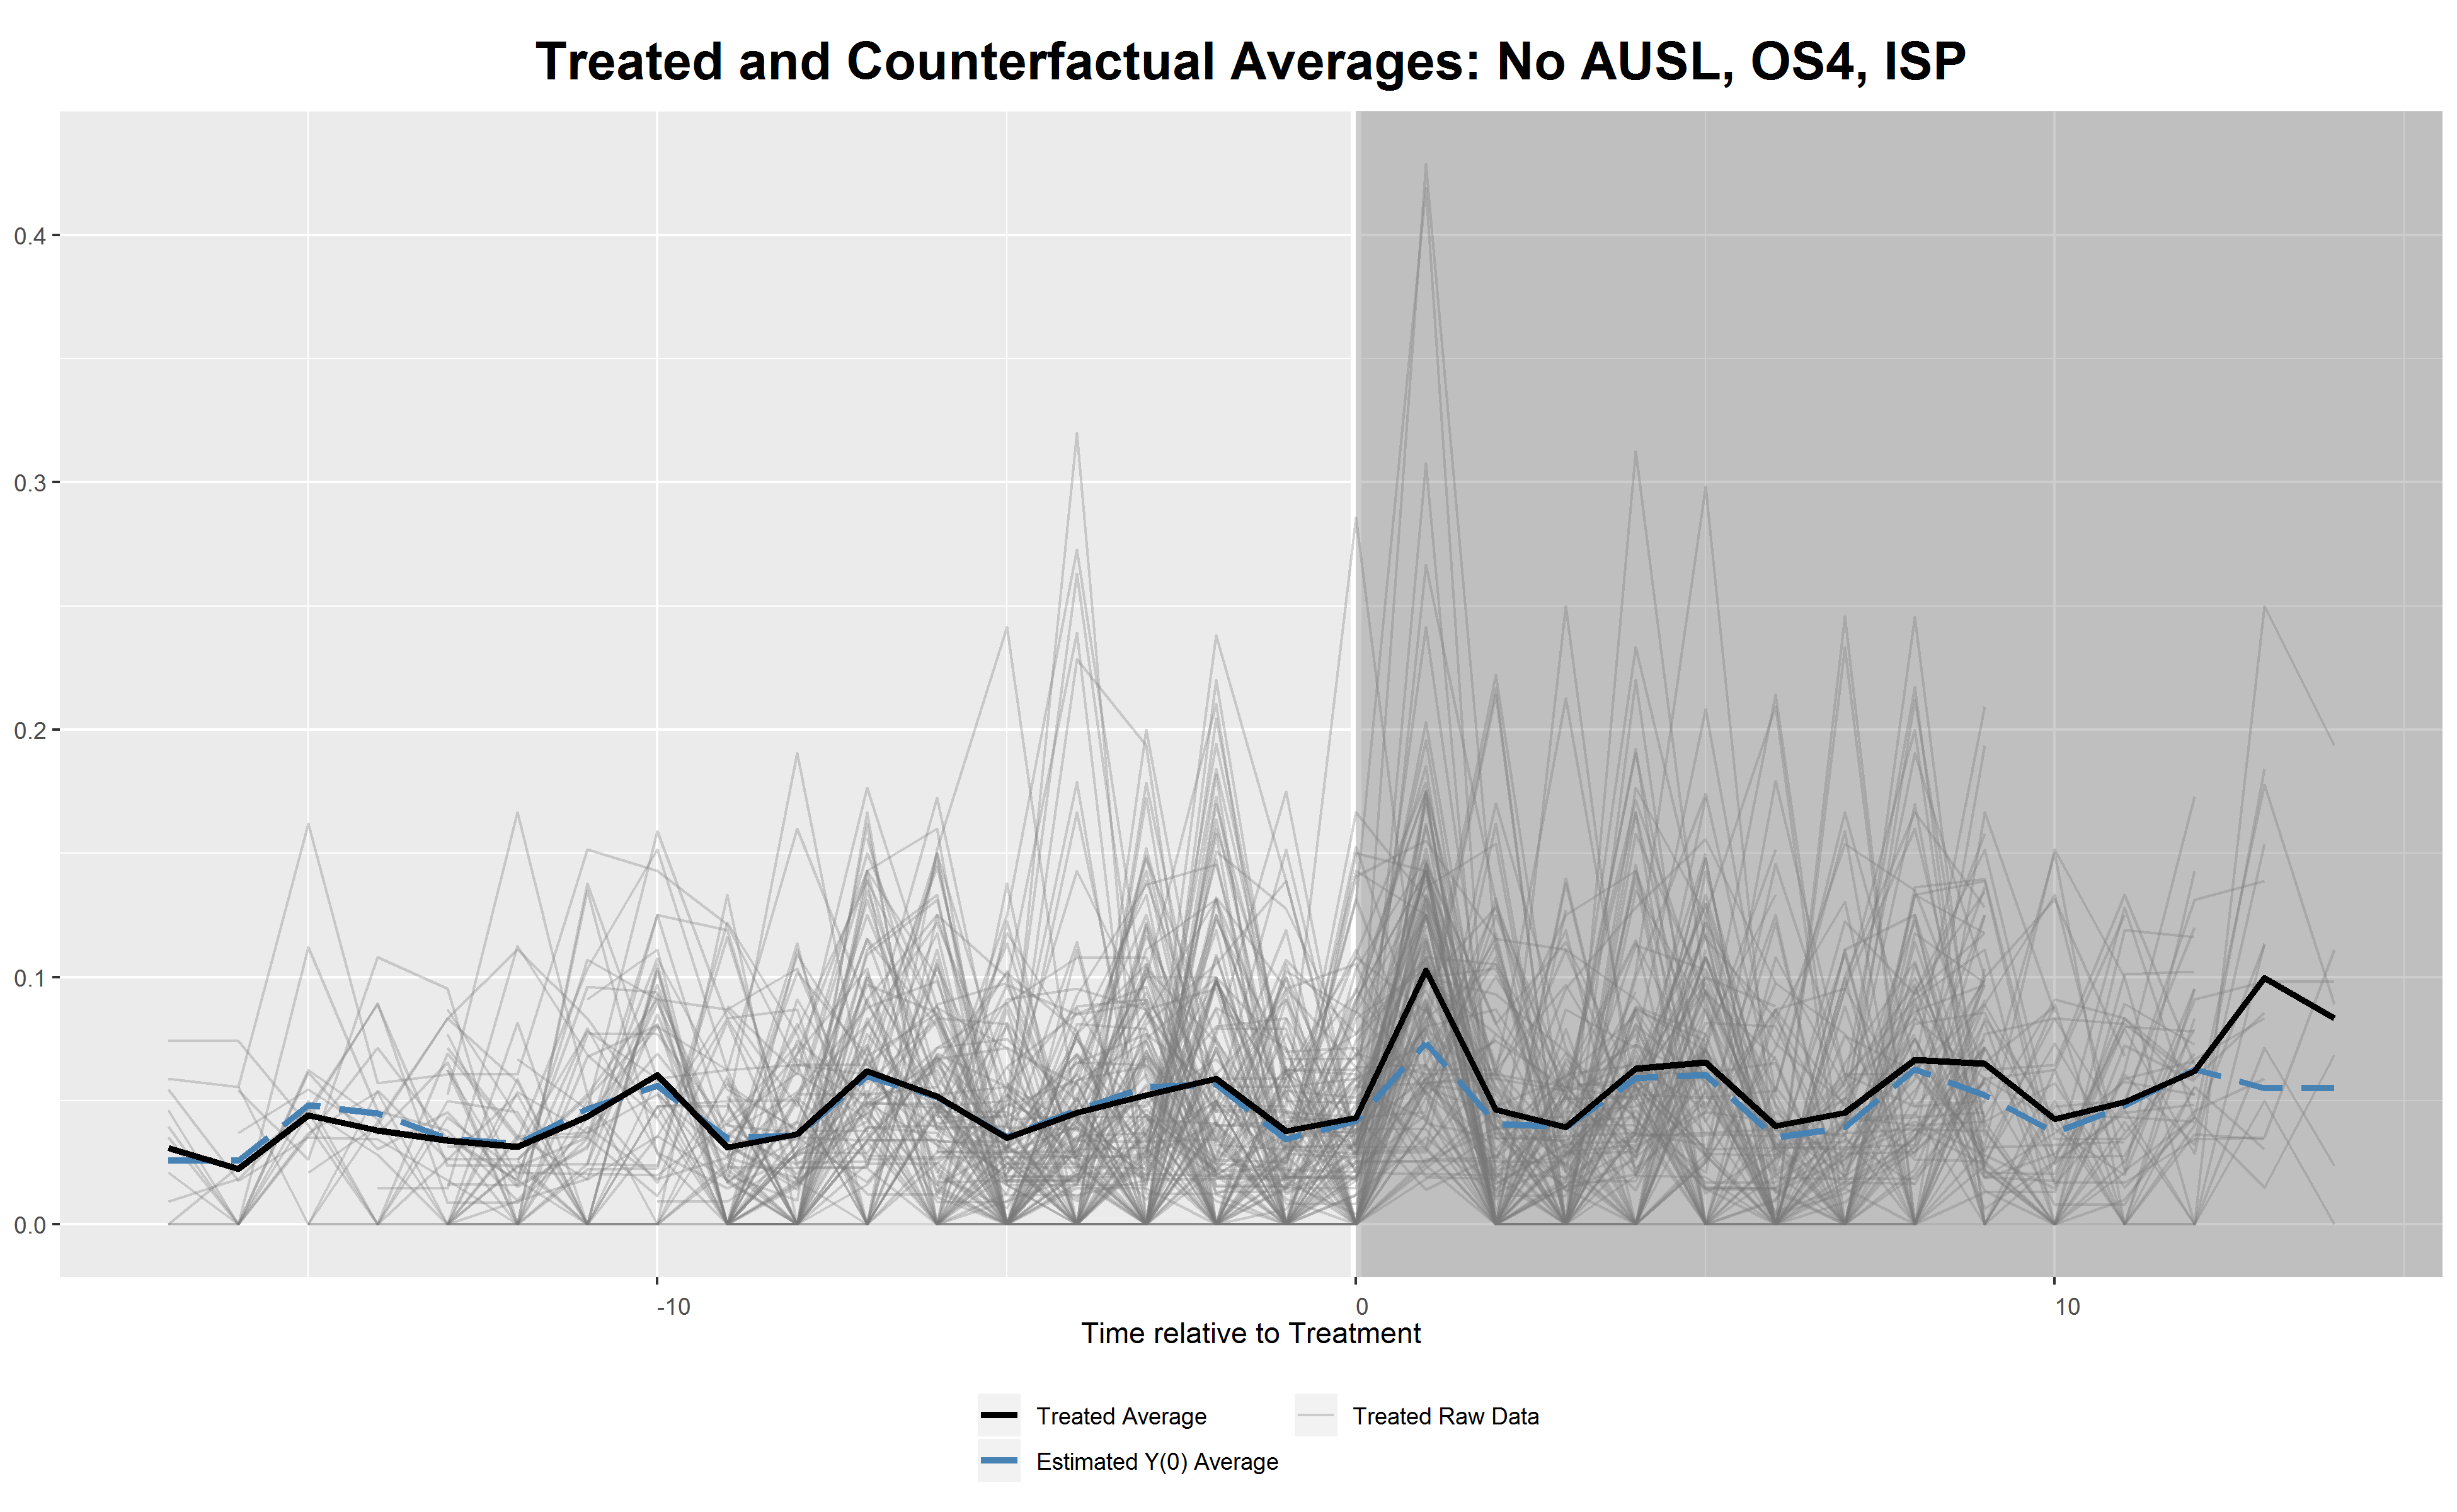 Treated and Counterfactual Averages: No AUSL, OS4, ISP
0.4
0.3
0.2
0.1
0.0
-10
0
10
Time relative to Treatment
Treated Average
Treated Raw Data
Estimated Y(0) Average